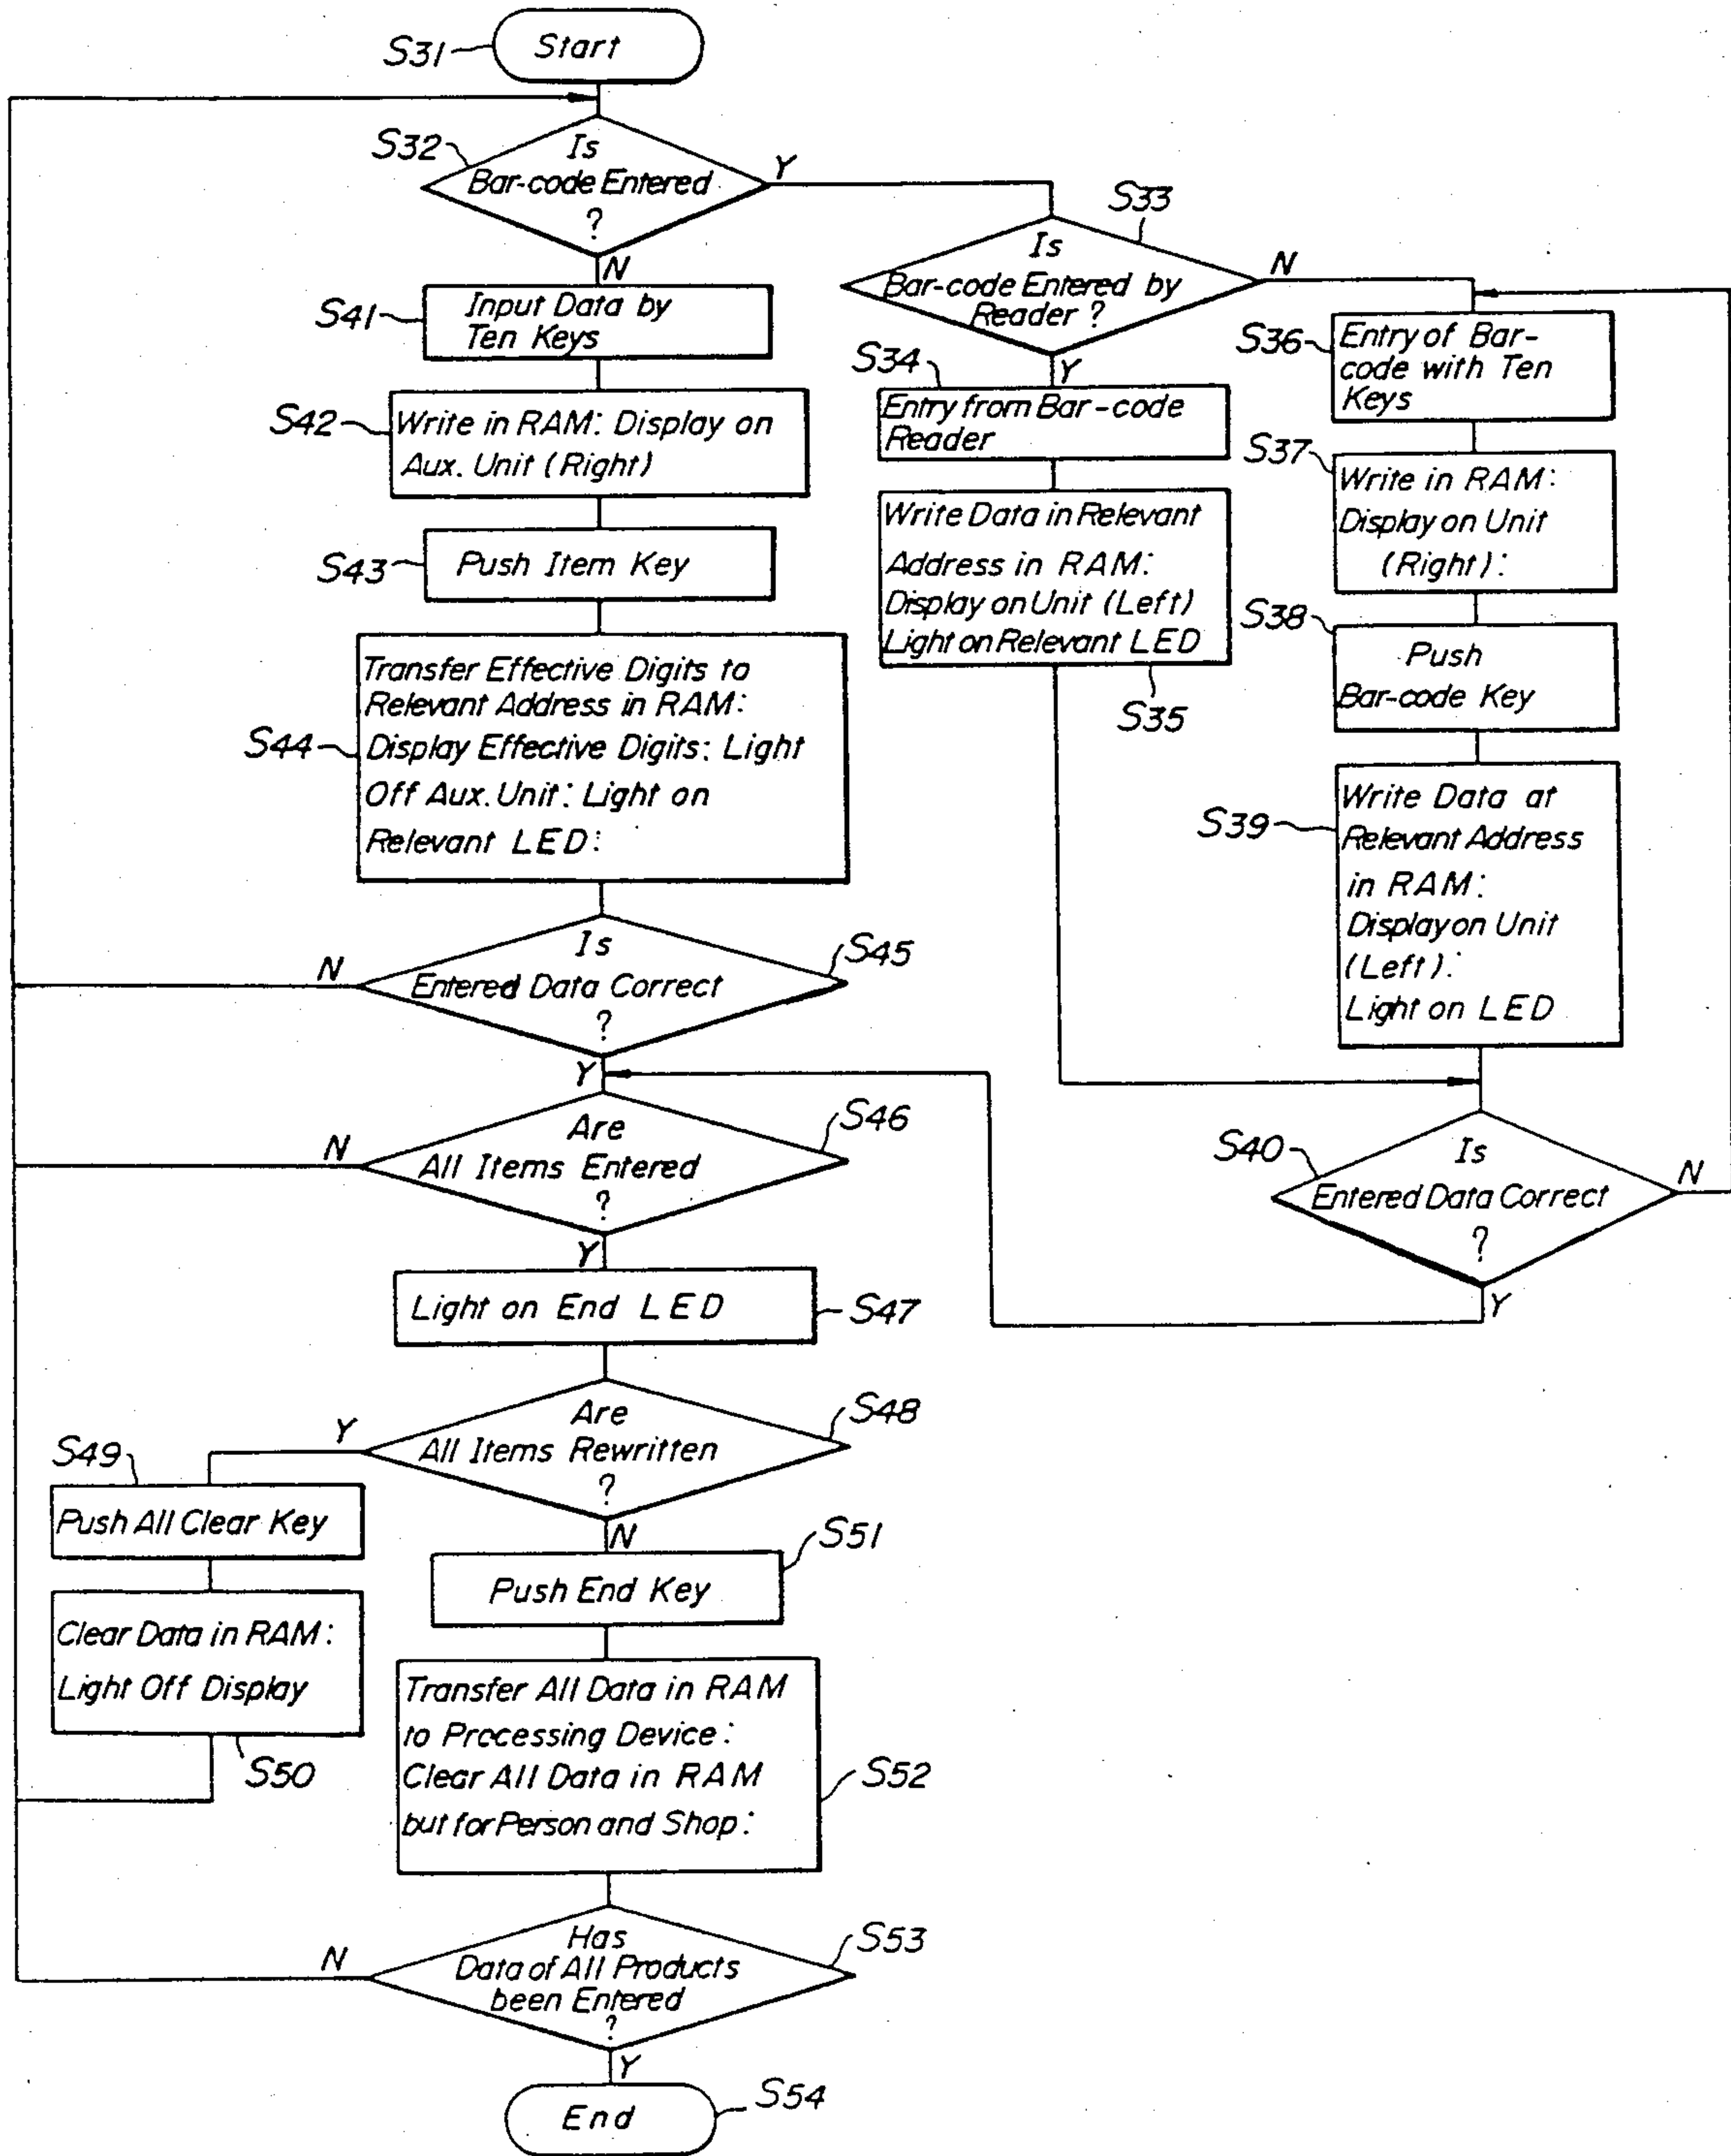 S31
Start
S32
Is
Bar-code Entered
?
Y
N
S33
Is
Bar-code Entered by
Reader ?
N
Y
S41
Input Data by
Ten Keys
S42
Write in RAM: Display on
Aux. Unit (Right)
S43
Push Item Key
S44
Transfer Effective Digits to
Relevant Address in RAM:
Display Effective Digits: Light
Off Aux. Unit: Light on
Relevant LED:
S34
Entry from Bar-code
Reader
Write Data in Relevant
Address in RAM:
Display on Unit (Left)
Light on Relevant LED
S35
S36
Entry of Bar-
code with Ten
Keys
S37
Write in RAM:
Display on Unit
(Right):
S38
Push
Bar-code Key
S39
Write Data at
Relevant Address
in RAM:
Display on Unit
(Left):
Light on LED
S40
Is
Entered Data Correct
?
N
Y
S45
Is
Entered Data Correct
?
N
Y
S46
Are
All Items Entered
?
N
Y
Light on End LED
S47
Are
All Items Rewritten
?
S48
Y
N
S49
Push All Clear Key
Clear Data in RAM:
Light Off Display
S50
S51
Push End Key
Transfer All Data in RAM
to Processing Device:
Clear All Data in RAM
but for Person and Shop:
S52
Has
Data of All Products
been Entered
?
S53
N
Y
End
S54